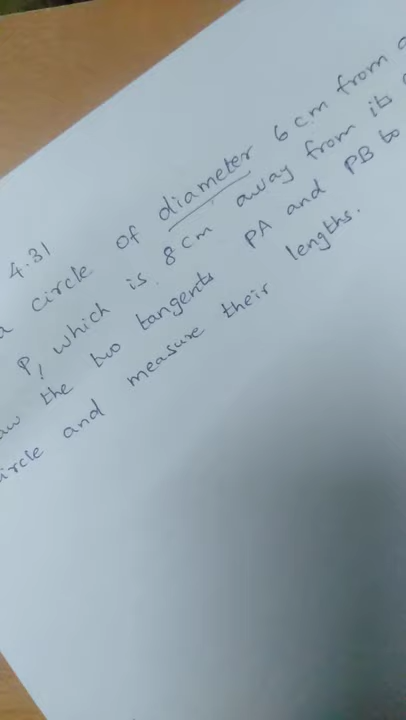 4.31
a circle of diameter 6 cm from a
P, which is 8 cm away from its
the two tangents PA and PB to
and measure their lengths.